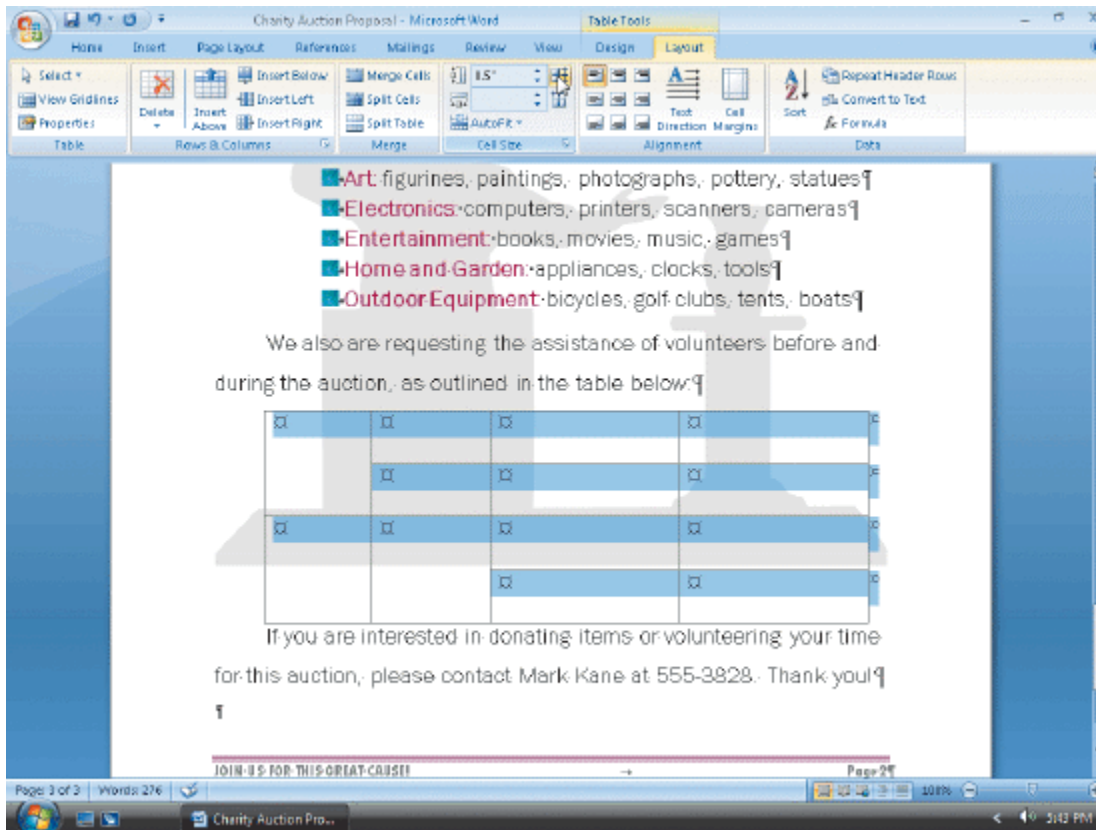 Charity Auction Proposal - Microsoft Word
Table Tools
Home Insert Page Layout References Mailings Review View Design Layout
Select
View Gridlines
Properties
Table
Delete
Insert Above
Insert Below
Insert Left
Insert Right
Rows & Columns
Merge Cells
Split Cells
Split Table
Merge
1.5"
AutoFit
Cell Size
Text Direction
Cell Margins
Alignment
Sort
Repeat Header Rows
Convert to Text
Formula
Data
Art: figurines, paintings, photographs, pottery, statues¶
Electronics: computers, printers, scanners, cameras¶
Entertainment: books, movies, music, games¶
Home and Garden: appliances, clocks, tools¶
Outdoor Equipment: bicycles, golf clubs, tents, boats¶
We also are requesting the assistance of volunteers before and
during the auction, as outlined in the table below:¶
If you are interested in donating items or volunteering your time
for this auction, please contact Mark Kane at 555-3828. Thank you!¶
¶
JOIN US FOR THIS GREAT CAUSE! → Page 2¶
Page: 3 of 3 Words: 276 100%
Charity Auction Pro... 5:43 PM